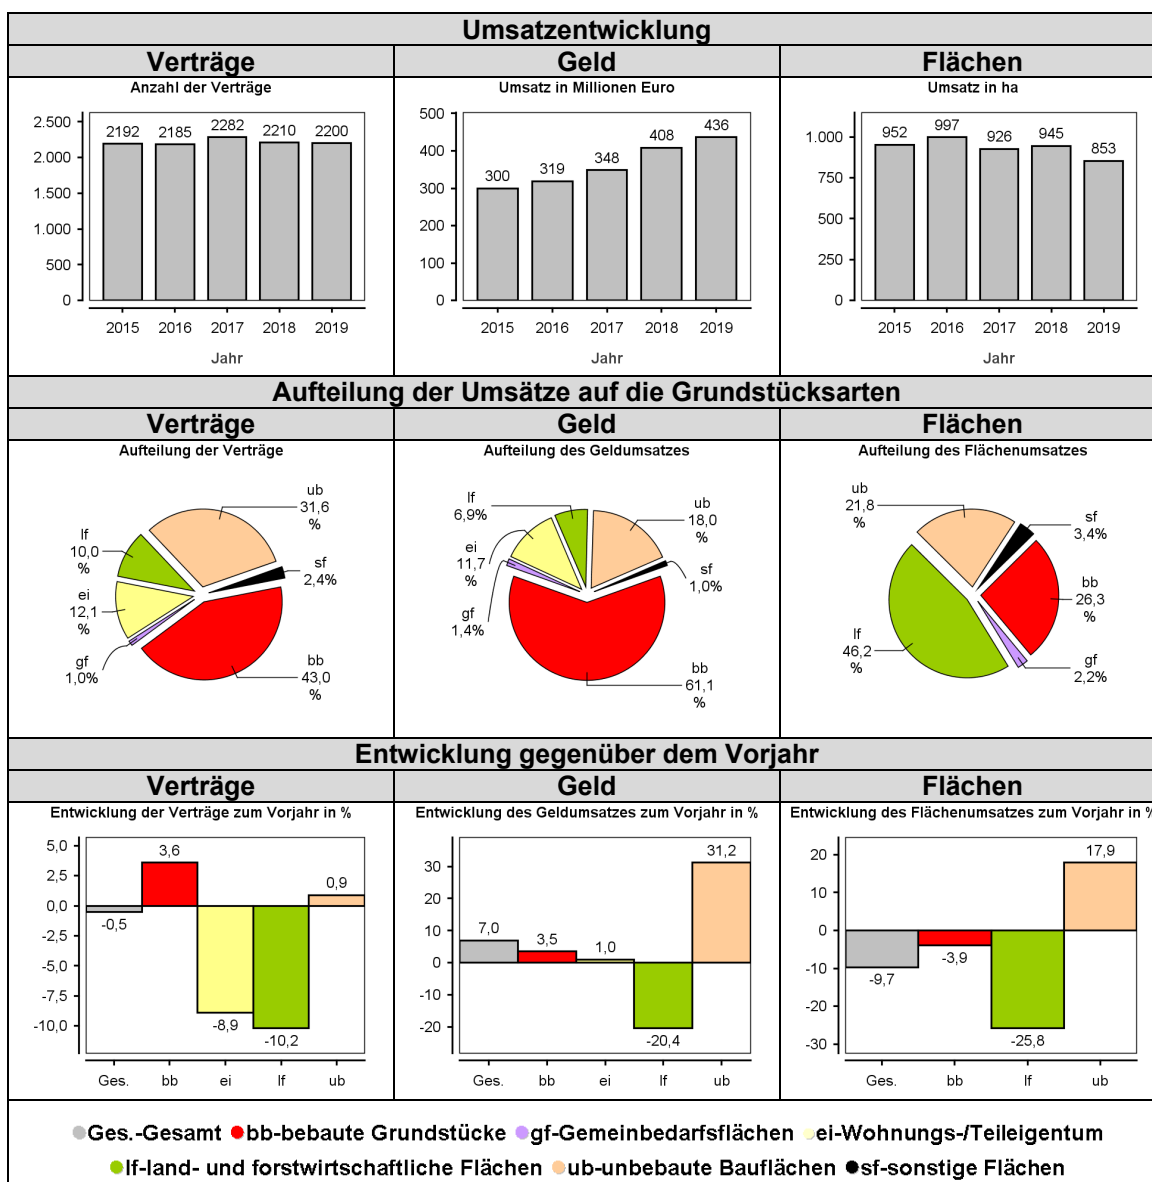 Umsatzentwicklung
Verträge
Geld
Flächen
Anzahl der Verträge
2.500
2.000
1.500
1.000
500
0
2192
2185
2282
2210
2200
2015
2016
2017
2018
2019
Jahr
Umsatz in Millionen Euro
500
400
300
200
100
0
300
319
348
408
436
2015
2016
2017
2018
2019
Jahr
Umsatz in ha
1.000
750
500
250
0
952
997
926
945
853
2015
2016
2017
2018
2019
Jahr
Aufteilung der Umsätze auf die Grundstücksarten
Verträge
Geld
Flächen
Aufteilung der Verträge
ub
31,6
%
lf
10,0
%
sf
2,4%
ei
12,1
%
gf
1,0%
bb
43,0
%
Aufteilung des Geldumsatzes
lf
6,9%
ub
18,0
%
ei
11,7
%
sf
1,0%
gf
1,4%
bb
61,1
%
Aufteilung des Flächenumsatzes
ub
21,8
%
sf
3,4%
bb
26,3
%
lf
46,2
%
gf
2,2%
Entwicklung gegenüber dem Vorjahr
Verträge
Geld
Flächen
Entwicklung der Verträge zum Vorjahr in %
5,0
2,5
0,0
-2,5
-5,0
-7,5
-10,0
-0,5
3,6
-8,9
-10,2
0,9
Ges.
bb
ei
lf
ub
Entwicklung des Geldumsatzes zum Vorjahr in %
30
20
10
0
-10
-20
7,0
3,5
1,0
-20,4
31,2
Ges.
bb
ei
lf
ub
Entwicklung des Flächenumsatzes zum Vorjahr in %
20
10
0
-10
-20
-30
-9,7
-3,9
-25,8
17,9
Ges.
bb
lf
ub
Ges.-Gesamt bb-bebaute Grundstücke gf-Gemeinbedarfsflächen ei-Wohnungs-/Teileigentum
lf-land- und forstwirtschaftliche Flächen ub-unbebaute Bauflächen sf-sonstige Flächen